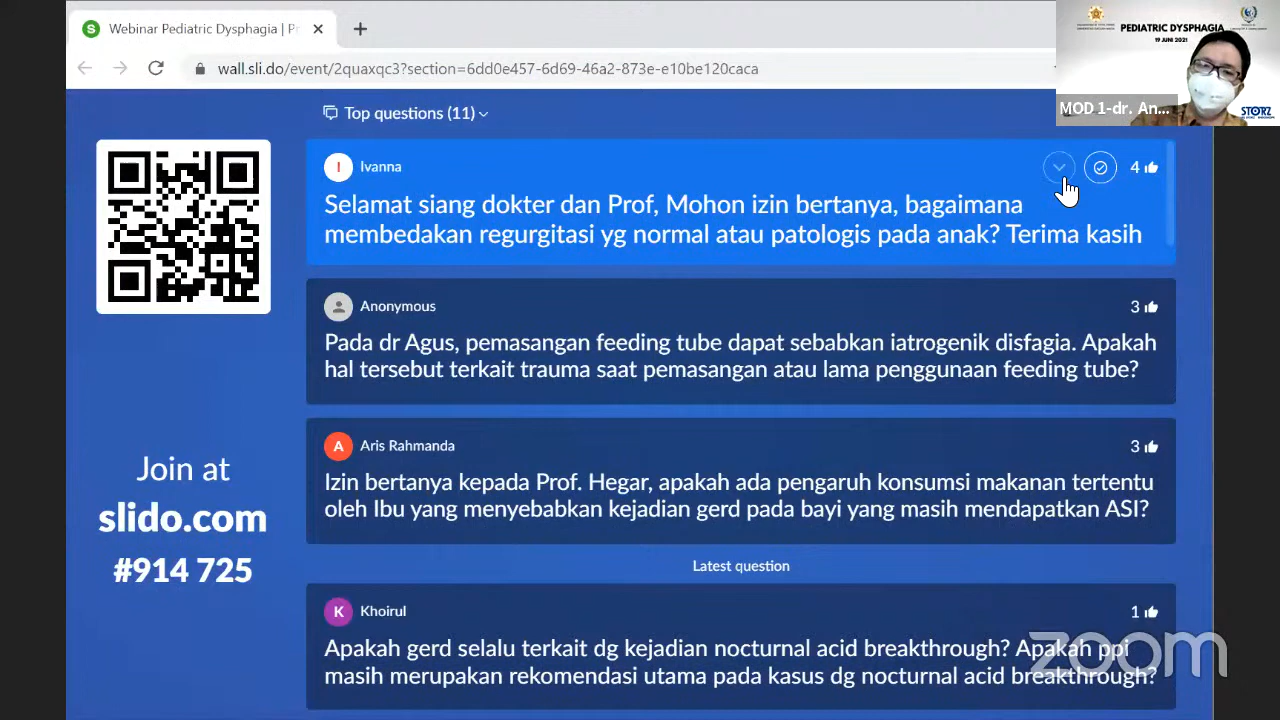 Webinar Pediatric Dysphagia | Pr
wall.sli.do/event/2quaxqc3?section=6dd0e457-6d69-46a2-873e-e10be120caca
PEDIATRIC DYSPHAGIA
19 JUNI 2021
STORZ
MOD 1-dr. An...
Top questions (11)
I Ivanna
4
Selamat siang dokter dan Prof, Mohon izin bertanya, bagaimana
membedakan regurgitasi yg normal atau patologis pada anak? Terima kasih
Anonymous
3
Pada dr Agus, pemasangan feeding tube dapat sebabkan iatrogenik disfagia. Apakah
hal tersebut terkait trauma saat pemasangan atau lama penggunaan feeding tube?
A Aris Rahmanda
3
Izin bertanya kepada Prof. Hegar, apakah ada pengaruh konsumsi makanan tertentu
oleh Ibu yang menyebabkan kejadian gerd pada bayi yang masih mendapatkan ASI?
Join at
slido.com
#914 725
Latest question
K Khoirul
1
Apakah gerd selalu terkait dg kejadian nocturnal acid breakthrough? Apakah ppi
masih merupakan rekomendasi utama pada kasus dg nocturnal acid breakthrough?
zoom